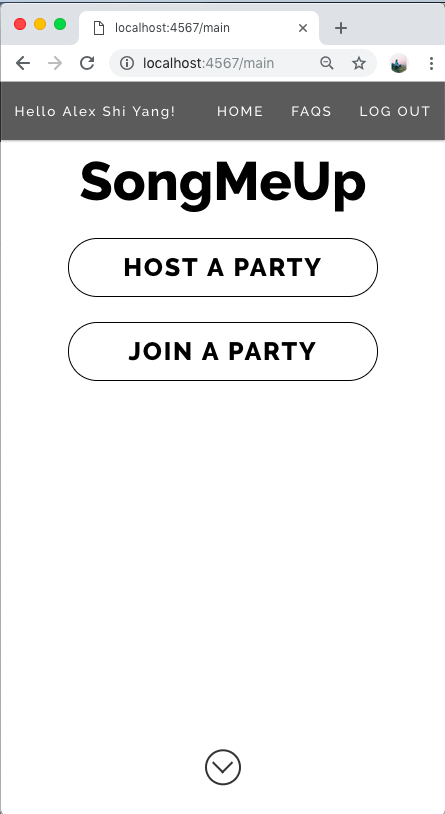 localhost:4567/main
localhost:4567/main
Hello Alex Shi Yang! HOME FAQS LOG OUT
SongMeUp
HOST A PARTY
JOIN A PARTY